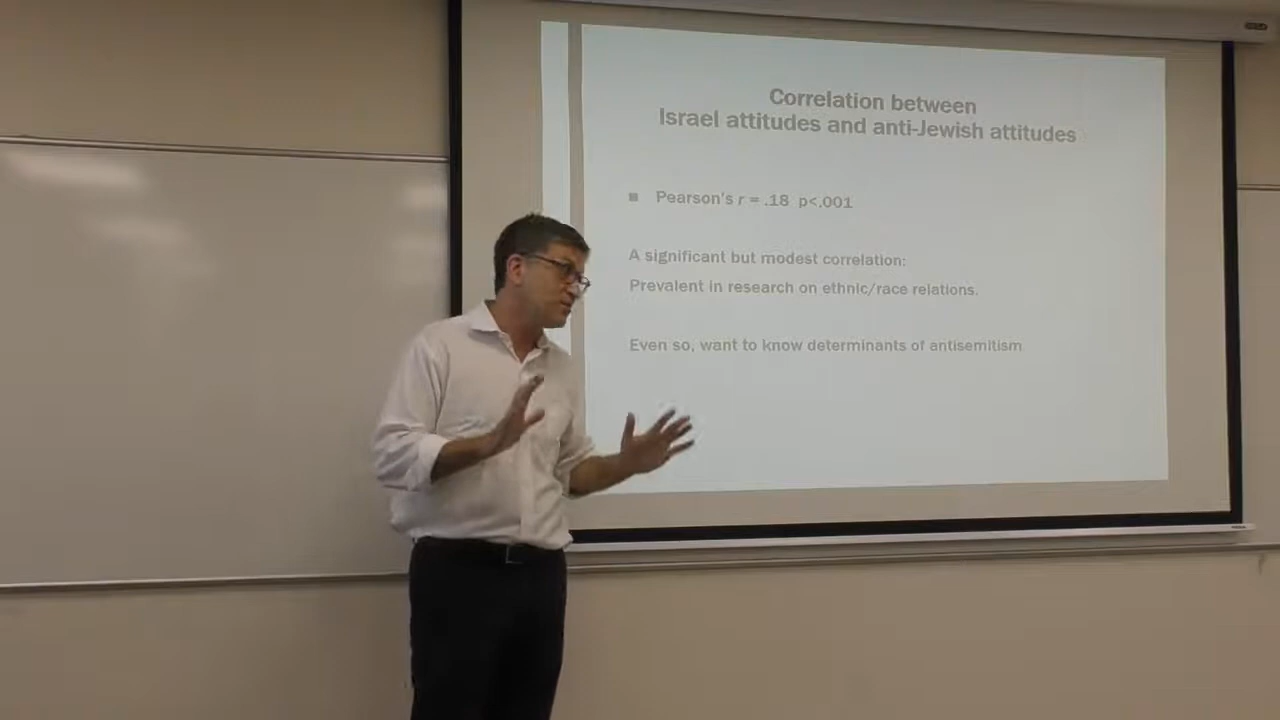 Correlation between
Israel attitudes and anti-Jewish attitudes
Pearson's r = .18 p<.001
A significant but modest correlation:
Prevalent in research on ethnic/race relations.
Even so, want to know determinants of antisemitism